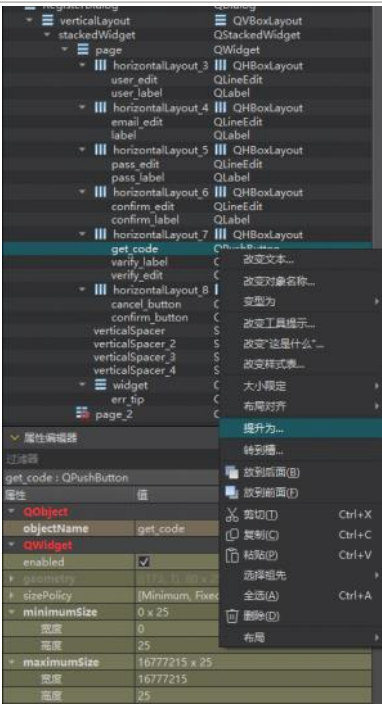 RegisterDialog QDialog
verticalLayout QVBoxLayout
stackedWidget QStackedWidget
page QWidget
horizontalLayout_3 QHBoxLayout
user_edit QLineEdit
user_label QLabel
horizontalLayout_4 QHBoxLayout
email_edit QLineEdit
label QLabel
horizontalLayout_5 QHBoxLayout
pass_edit QLineEdit
pass_label QLabel
horizontalLayout_6 QHBoxLayout
confirm_edit QLineEdit
confirm_label QLabel
horizontalLayout_7 QHBoxLayout
get_code QPushButton
varify_label
verify_edit
horizontalLayout_8
cancel_button
confirm_button
verticalSpacer
verticalSpacer_2
verticalSpacer_3
verticalSpacer_4
widget
err_tip
page_2
改变文本...
改变对象名称...
变型为
改变工具提示...
改变“这是什么”...
改变样式表...
大小限定
布局对齐
提升为...
转到槽...
放到后面(B)
放到前面(F)
剪切(T) Ctrl+X
复制(C) Ctrl+C
粘贴(P) Ctrl+V
选择祖先
全选(A) Ctrl+A
删除(D)
布局
属性编辑器
过滤器
get_code : QPushButton
属性 值
QObject
objectName get_code
QWidget
enabled
geometry
sizePolicy [Minimum, Fixed
minimumSize 0 x 25
宽度 0
高度 25
maximumSize 16777215 x 25
宽度 16777215
高度 25